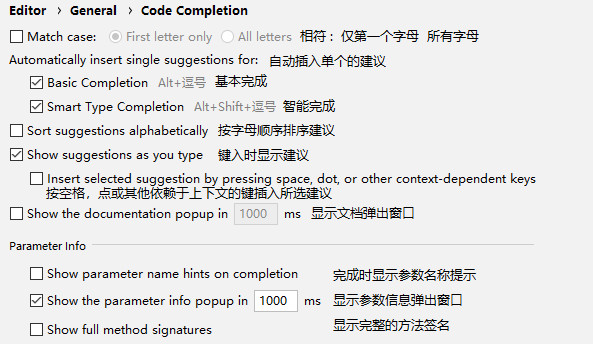 Editor > General > Code Completion
Match case: First letter only All letters 相符：仅第一个字母 所有字母
Automatically insert single suggestions for: 自动插入单个的建议
Basic Completion Alt+逗号 基本完成
Smart Type Completion Alt+Shift+逗号 智能完成
Sort suggestions alphabetically 按字母顺序排序建议
Show suggestions as you type 键入时显示建议
Insert selected suggestion by pressing space, dot, or other context-dependent keys
按空格，点或其他依赖于上下文的键插入所选建议
Show the documentation popup in 1000 ms 显示文档弹出窗口
Parameter Info
Show parameter name hints on completion 完成时显示参数名称提示
Show the parameter info popup in 1000 ms 显示参数信息弹出窗口
Show full method signatures 显示完整的方法签名